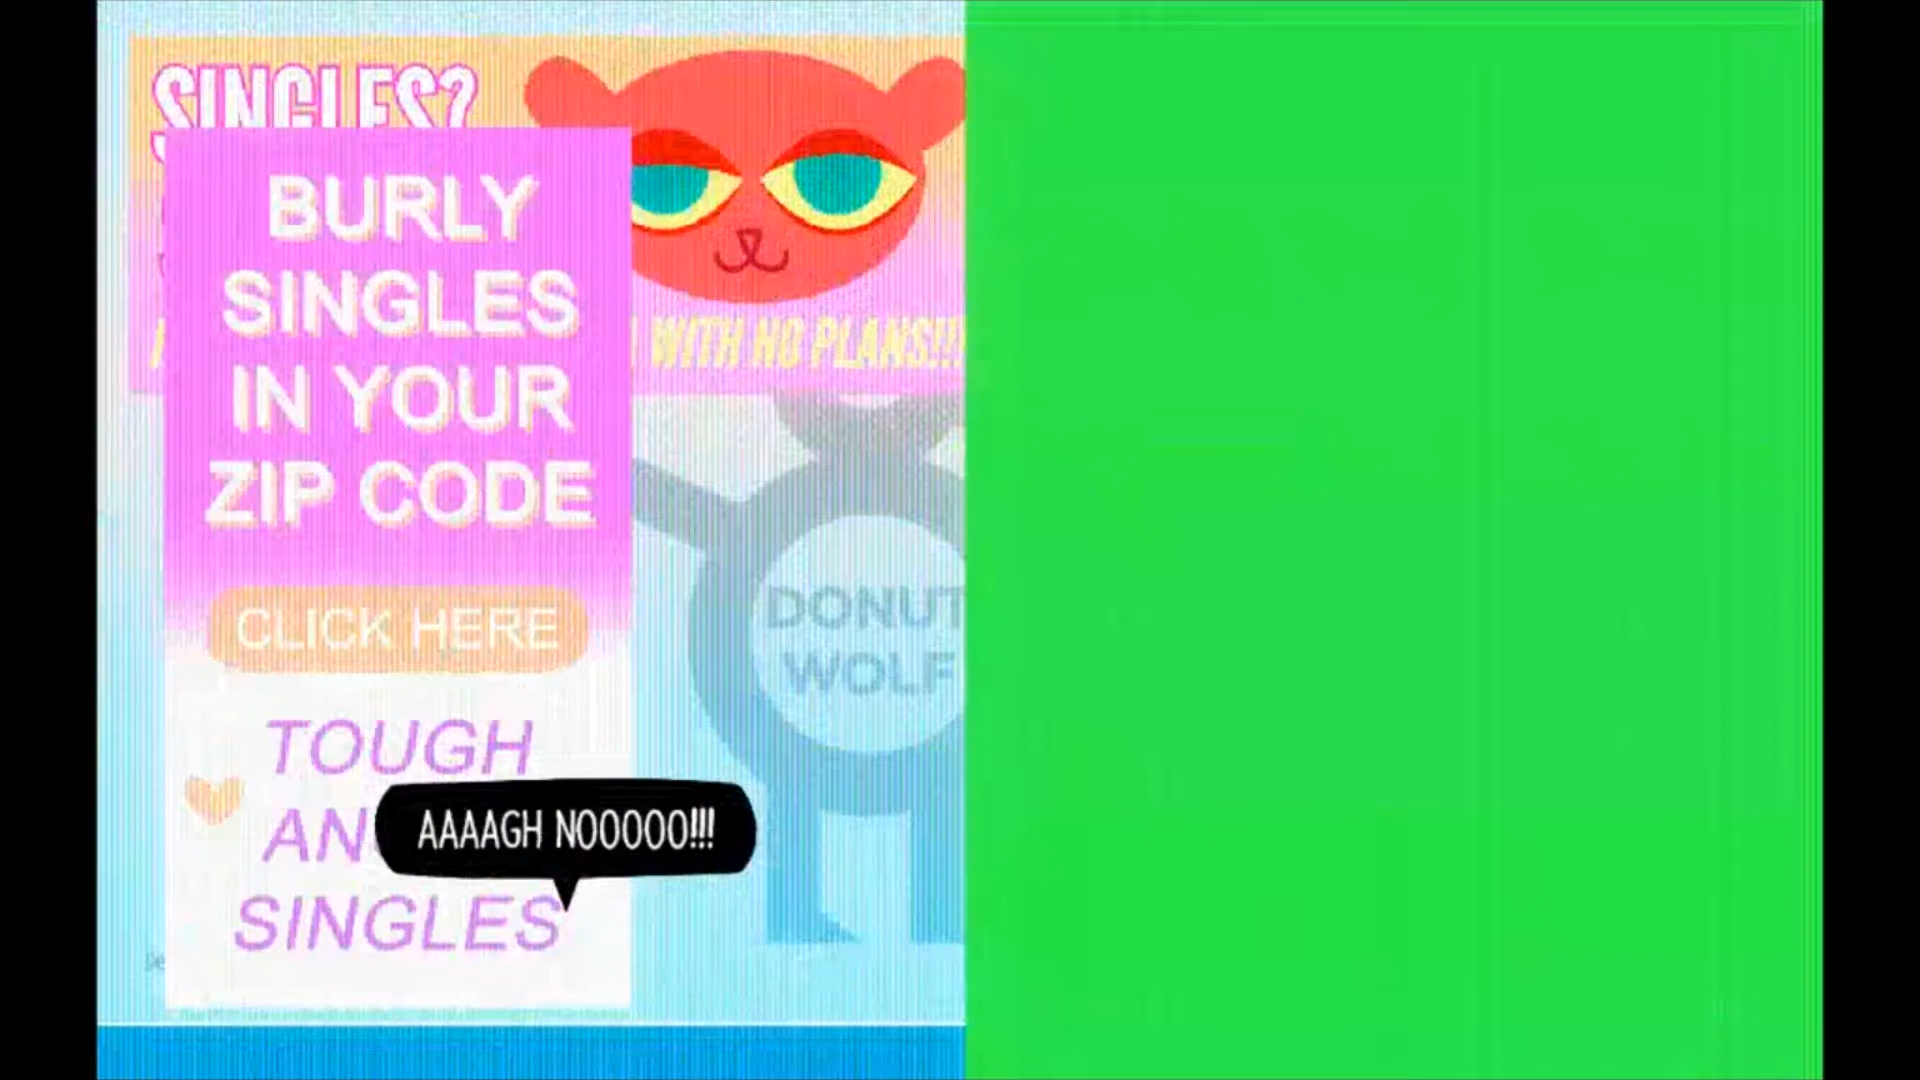 SINGLES?
BURLY
SINGLES
IN YOUR
ZIP CODE
WITH NO PLANS!!!
CLICK HERE
DONUT
WOLF
TOUGH
AN
SINGLES
AAAAGH NOOOOO!!!